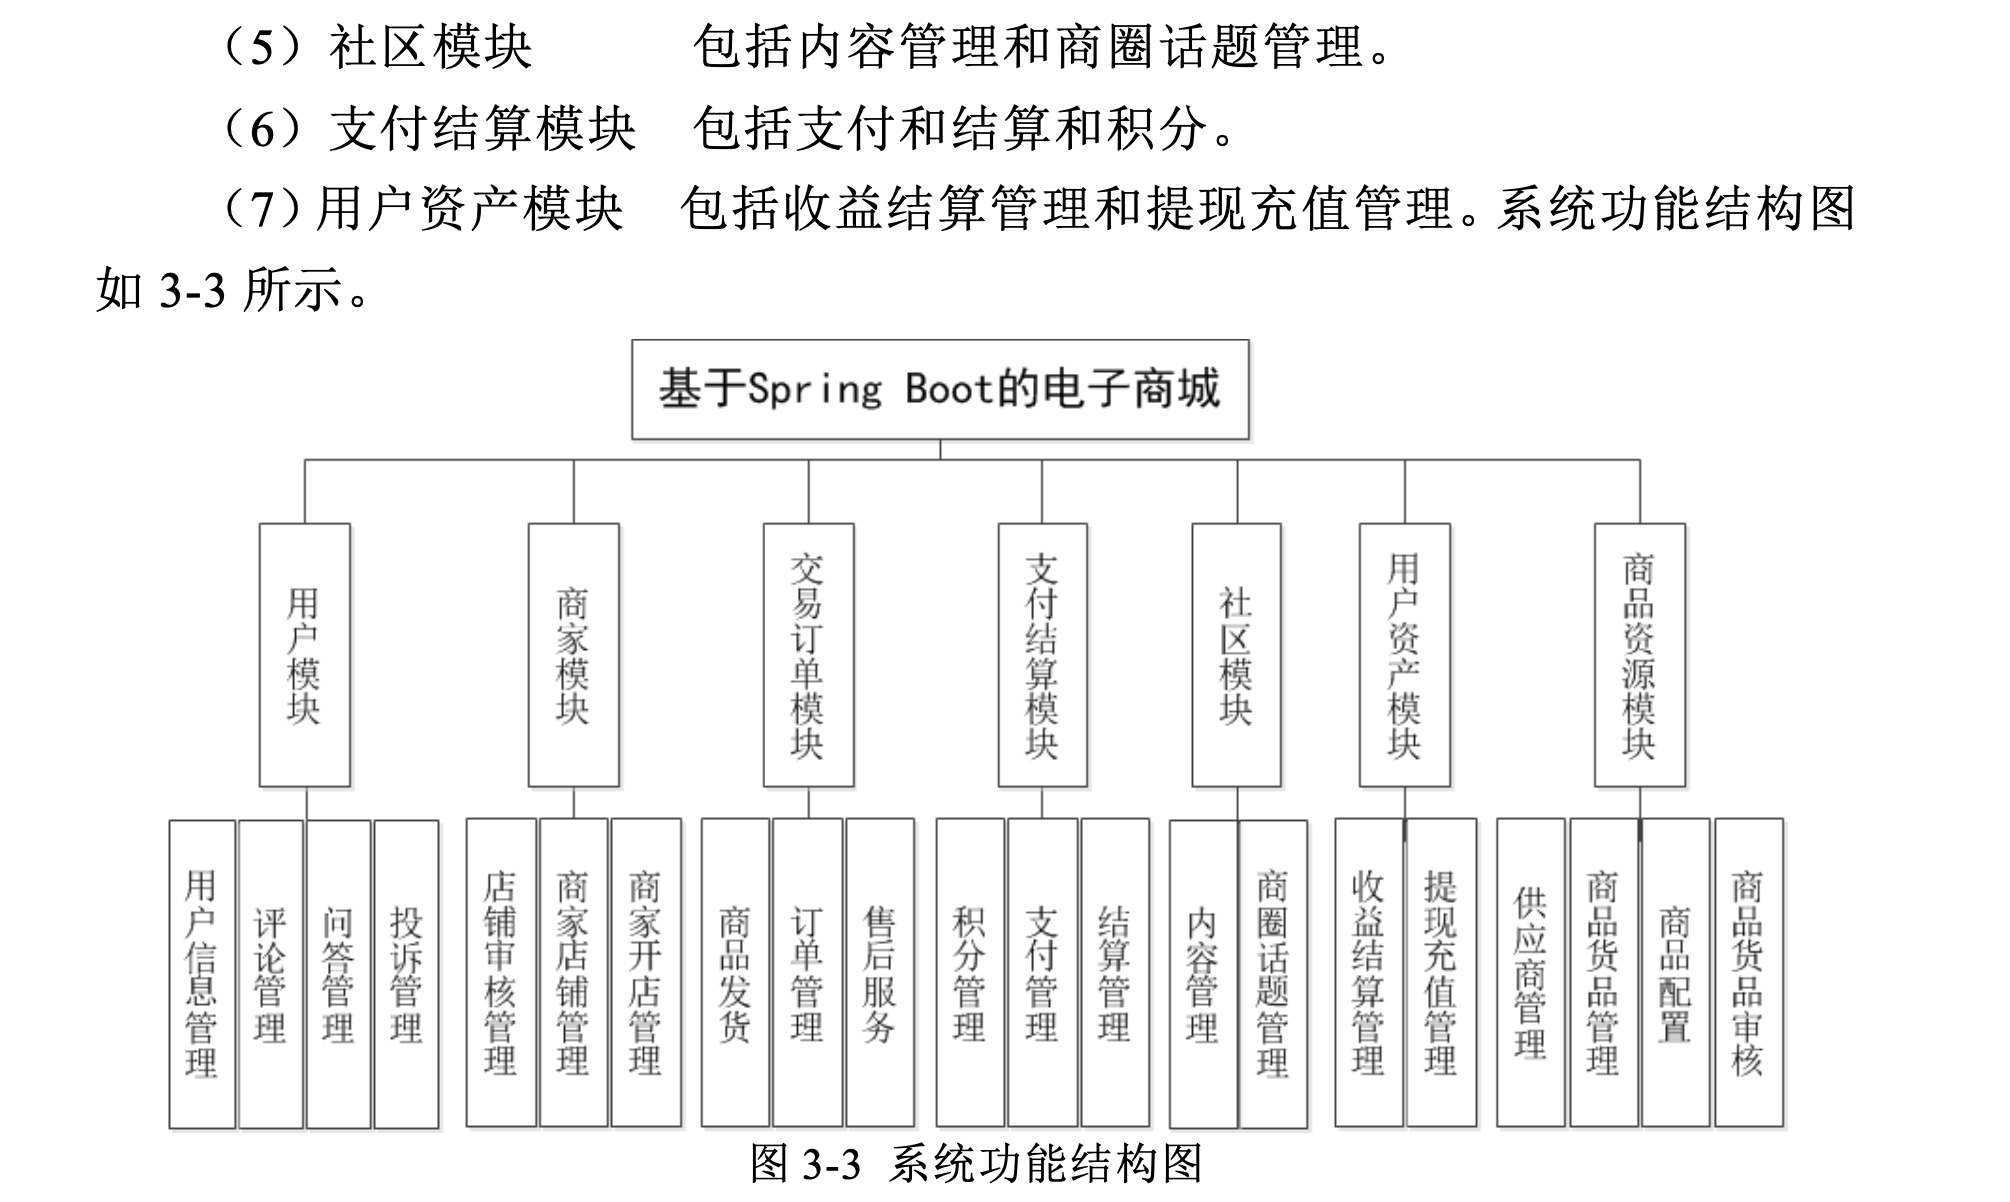 （5）社区模块 包括内容管理和商圈话题管理。
（6）支付结算模块 包括支付和结算和积分。
（7）用户资产模块 包括收益结算管理和提现充值管理。系统功能结构图
如 3-3 所示。
基于Spring Boot的电子商城
用户模块
商家模块
交易订单模块
支付结算模块
社区模块
用户资产模块
商品资源模块
用户信息管理
评论管理
问答管理
投诉管理
店铺审核管理
商家店铺管理
商家开店管理
商品发货
订单管理
售后服务
积分管理
支付管理
结算管理
内容管理
商圈话题管理
收益结算管理
提现充值管理
供应商管理
商品货品管理
商品配置
商品货品审核
图 3-3 系统功能结构图